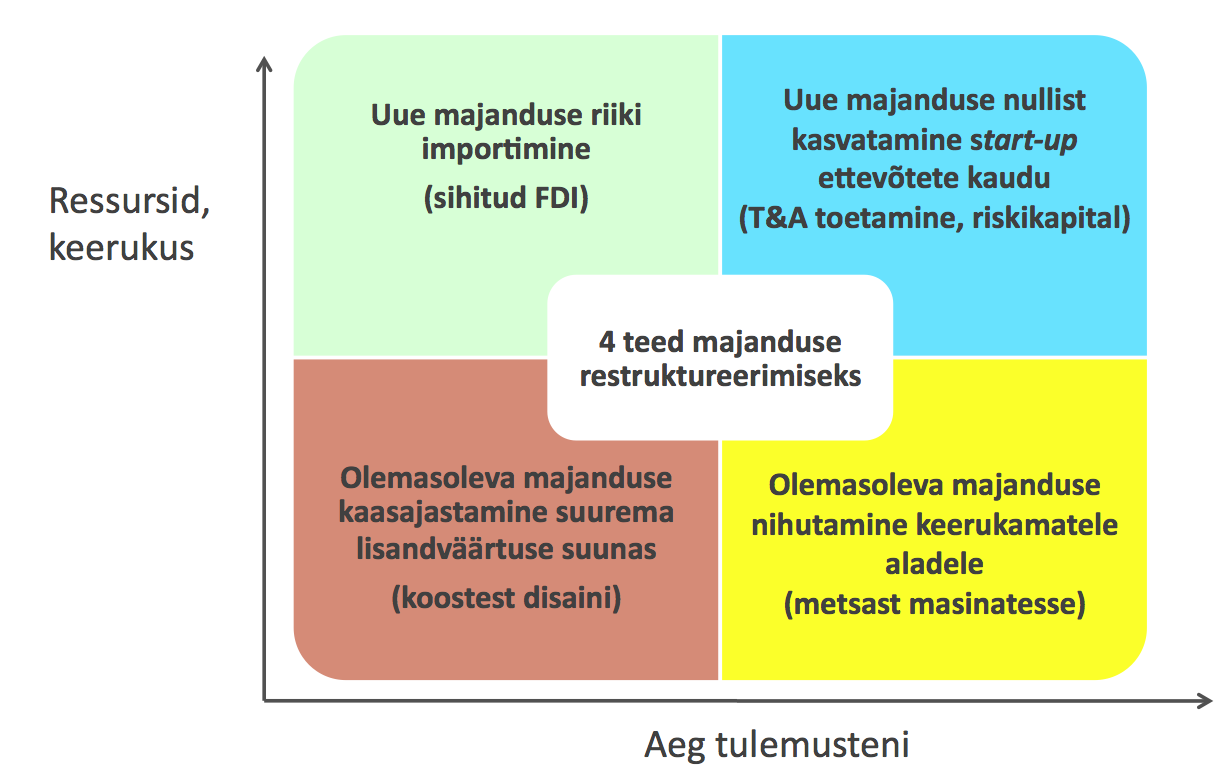 Uue majanduse riiki
importimine
(sihitud FDI)
Uue majanduse nullist
kasvatamine start-up
ettevõtete kaudu
(T&A toetamine, riskikapital)
Ressursid,
keerukus
4 teed majanduse
restruktureerimiseks
Olemasoleva majanduse
kaasajastamine suurema
lisandväärtuse suunas
(koostest disaini)
Olemasoleva majanduse
nihutamine keerukamatele
aladele
(metsast masinatesse)
Aeg tulemusteni